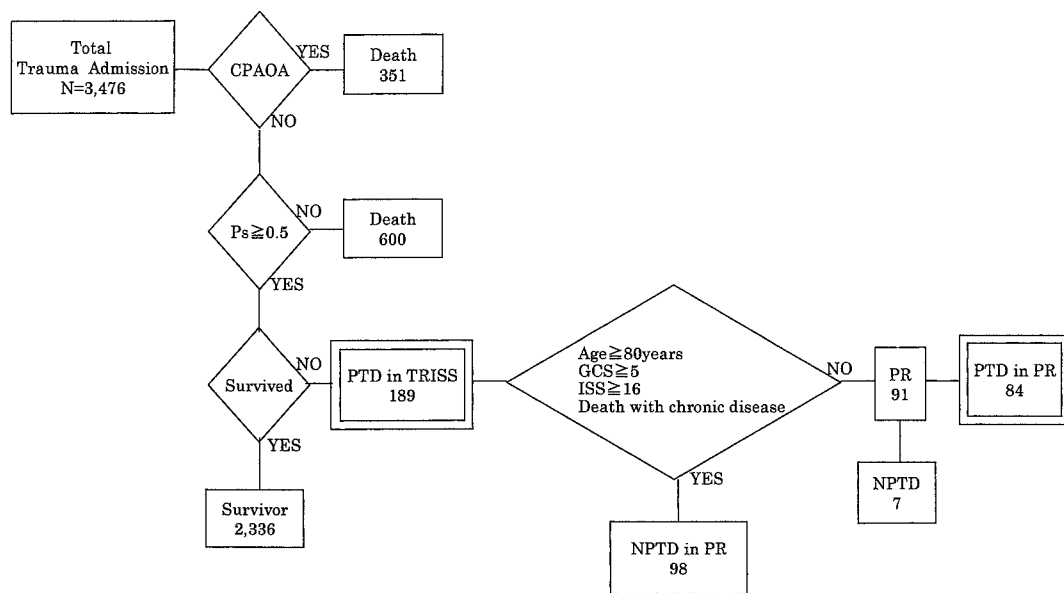 Total
Trauma Admission
N=3,476
CPAOA
YES
Death
351
NO
Ps≧0.5
NO
Death
600
YES
Survived
NO
PTD in TRISS
189
YES
Survivor
2,336
Age≧80years
GCS≧5
ISS≧16
Death with chronic disease
NO
PR
91
PTD in PR
84
NPTD
7
YES
NPTD in PR
98